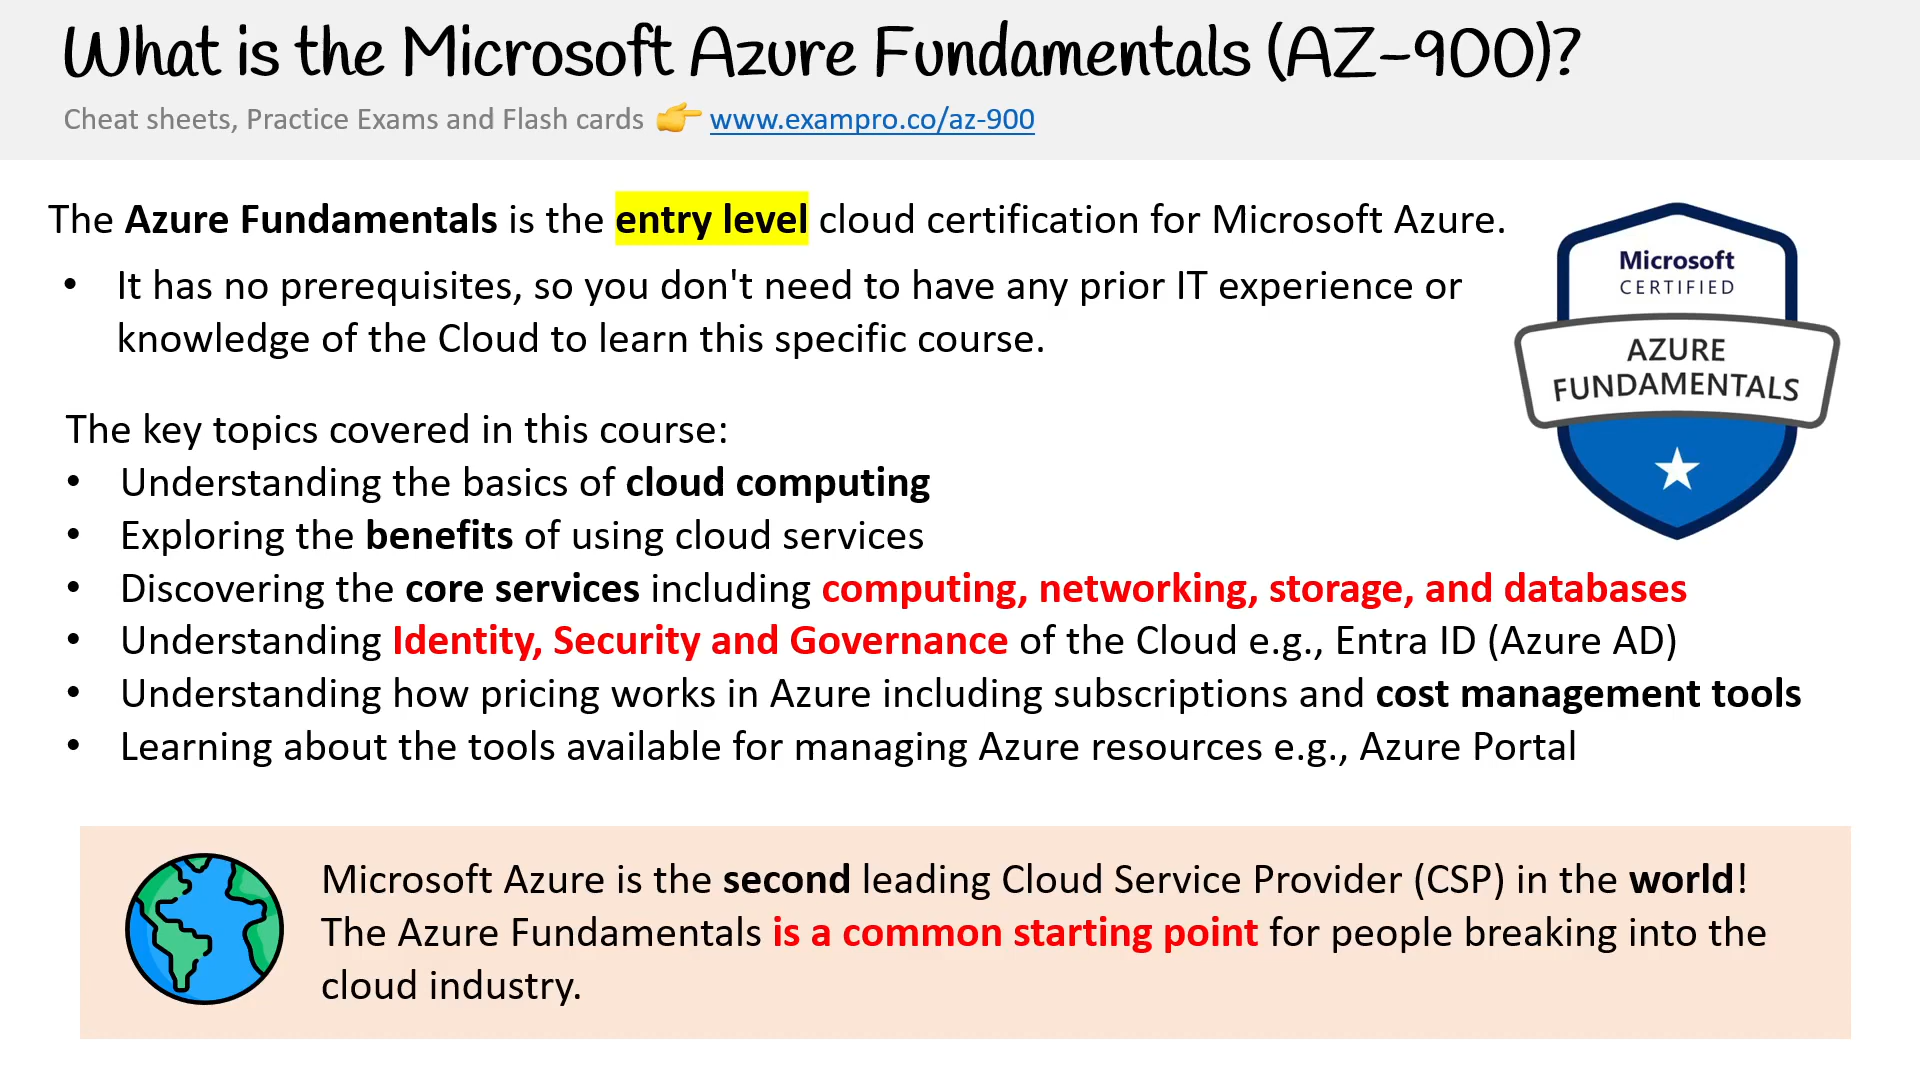 What is the Microsoft Azure Fundamentals (AZ-900)?
Cheat sheets, Practice Exams and Flash cards 👉 www.exampro.co/az-900
The Azure Fundamentals is the entry level cloud certification for Microsoft Azure.
• It has no prerequisites, so you don't need to have any prior IT experience or
knowledge of the Cloud to learn this specific course.
Microsoft
CERTIFIED
AZURE
FUNDAMENTALS
The key topics covered in this course:
• Understanding the basics of cloud computing
• Exploring the benefits of using cloud services
• Discovering the core services including computing, networking, storage, and databases
• Understanding Identity, Security and Governance of the Cloud e.g., Entra ID (Azure AD)
• Understanding how pricing works in Azure including subscriptions and cost management tools
• Learning about the tools available for managing Azure resources e.g., Azure Portal
Microsoft Azure is the second leading Cloud Service Provider (CSP) in the world!
The Azure Fundamentals is a common starting point for people breaking into the
cloud industry.